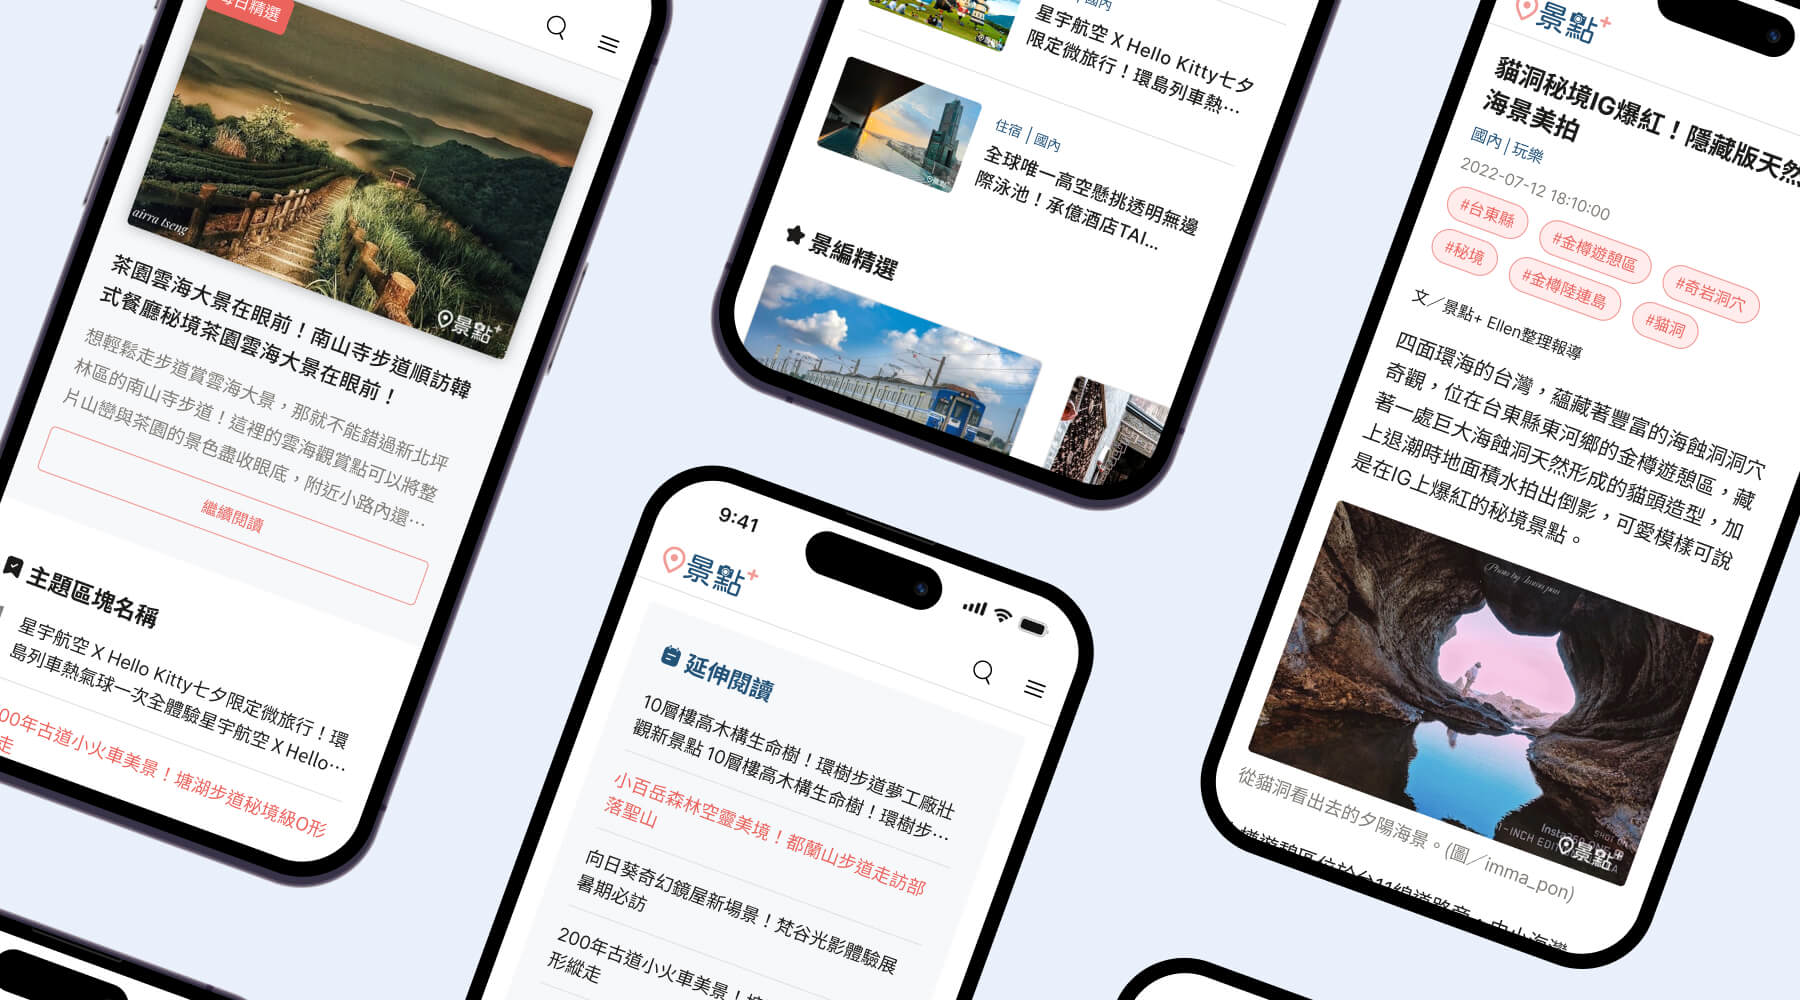 每日精選
airra tseng
景點+
茶園雲海大景在眼前！南山寺步道順訪韓
式餐廳秘境茶園雲海大景在眼前！
想輕鬆走步道賞雲海大景，那就不能錯過新北坪
林區的南山寺步道！這裡的雲海觀賞點可以將整
片山巒與茶園的景色盡收眼底，附近小路內還…
繼續閱讀
主題區塊名稱
星宇航空 X Hello Kitty七夕限定微旅行！環
島列車熱氣球一次全體驗星宇航空 X Hello…
200年古道小火車美景！塘湖步道秘境級O形
走
國內
星宇航空 X Hello Kitty七夕
限定微旅行！環島列車熱…
住宿 | 國內
全球唯一高空懸挑透明無邊
際泳池！承億酒店TAI...
景點+
景編精選
9:41
景點+
延伸閱讀
10層樓高木構生命樹！環樹步道夢工廠壯
觀新景點 10層樓高木構生命樹！環樹步…
小百岳森林空靈美境！都蘭山步道走訪部
落聖山
向日葵奇幻鏡屋新場景！梵谷光影體驗展
暑期必訪
200年古道小火車美景！塘
形縱走
景點+
貓洞秘境IG爆紅！隱藏版天然
海景美拍
國內 | 玩樂
2022-07-12 18:10:00
#台東縣
#金樽遊憩區
#奇岩洞穴
#秘境
#金樽陸連島
#貓洞
文／景點+ Ellen整理報導
四面環海的台灣，蘊藏著豐富的海蝕洞洞穴
奇觀，位在台東縣東河鄉的金樽遊憩區，藏
著一處巨大海蝕洞天然形成的貓頭造型，加
上退潮時地面積水拍出倒影，可愛模樣可說
是在IG上爆紅的秘境景點。
Photo by Imma pon
景點+
從貓洞看出去的夕陽海景。(圖／imma_pon)
樽遊憩區位於台11線道路旁，由小海灣